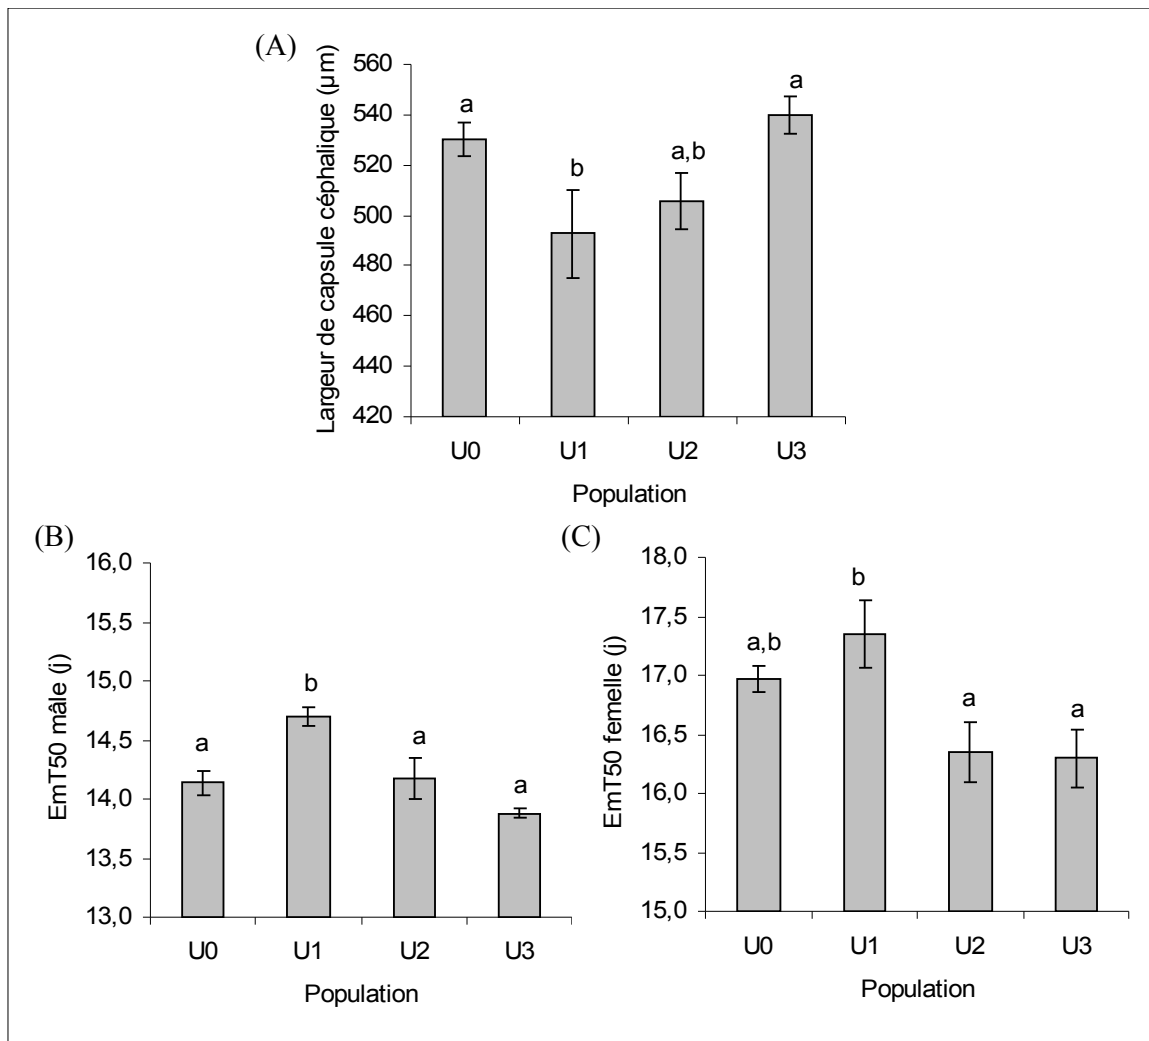 (A)
Largeur de capsule céphalique (µm)
560
540
520
500
480
460
440
420
a
b
a,b
a
U0 U1 U2 U3
Population
(B)
EmT50 mâle (j)
16,0
15,5
15,0
14,5
14,0
13,5
13,0
a
b
a
a
U0 U1 U2 U3
Population
(C)
EmT50 femelle (j)
18,0
17,5
17,0
16,5
16,0
15,5
15,0
a,b
b
a
a
U0 U1 U2 U3
Population